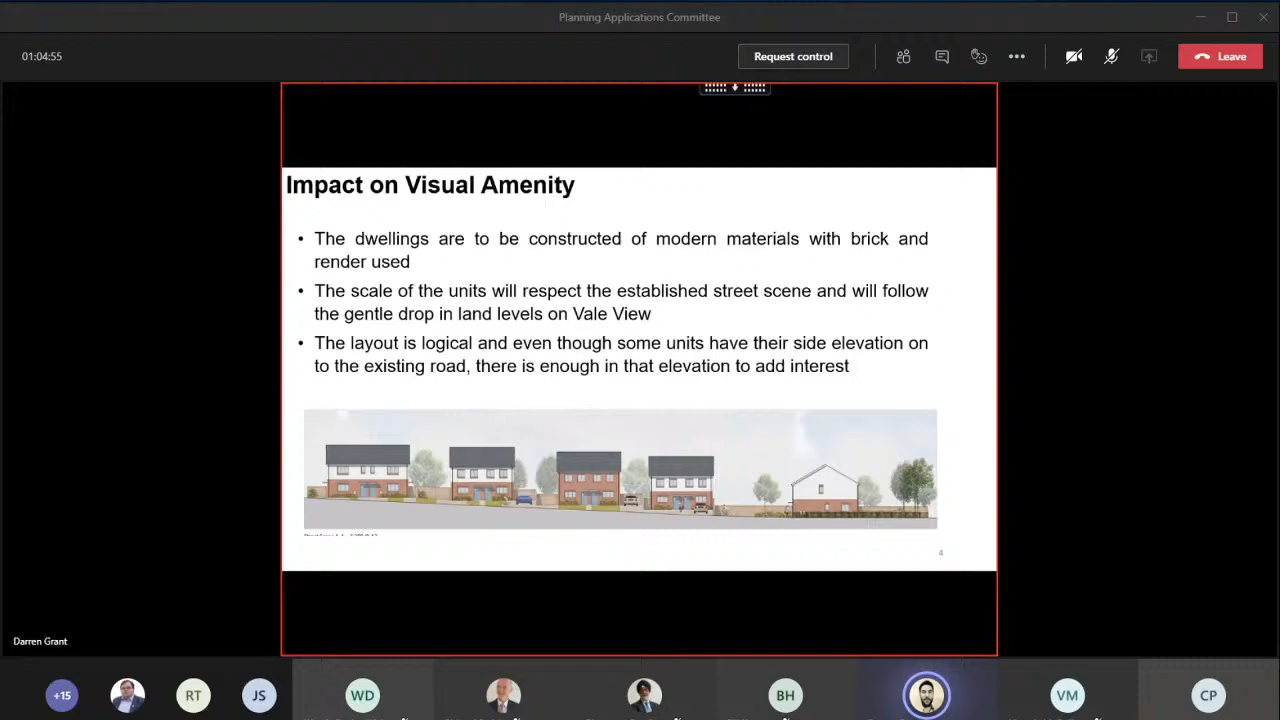 Planning Applications Committee
01:04:55
Request control
Leave
Impact on Visual Amenity
• The dwellings are to be constructed of modern materials with brick and
render used
• The scale of the units will respect the established street scene and will follow
the gentle drop in land levels on Vale View
• The layout is logical and even though some units have their side elevation on
to the existing road, there is enough in that elevation to add interest
4
Darren Grant
+15
RT
JS
WD
BH
VM
CP